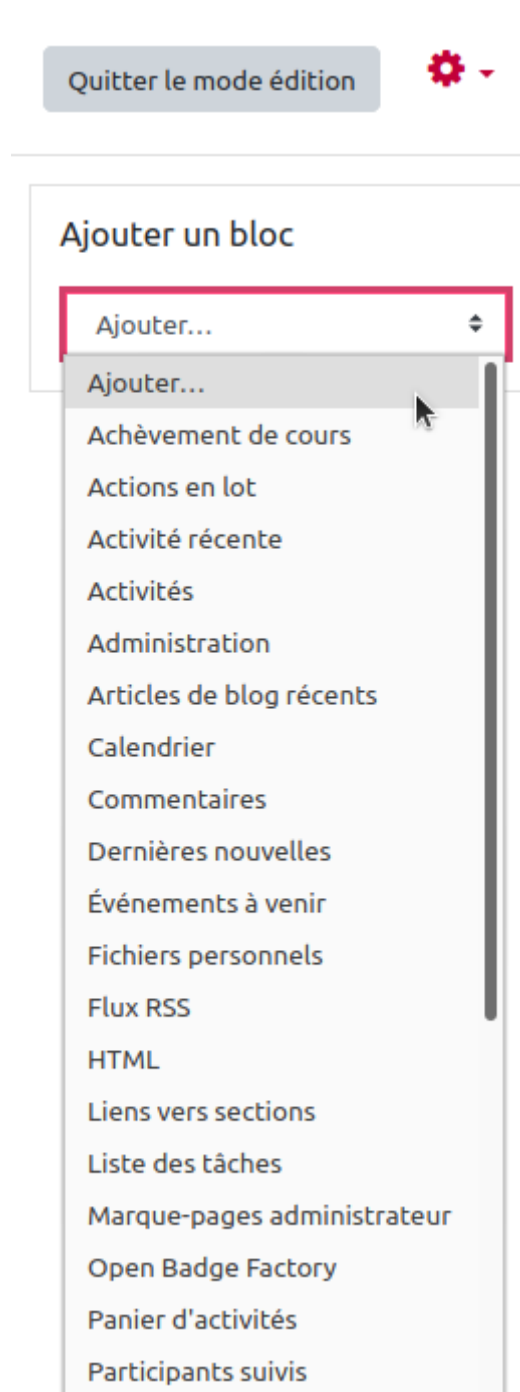 Quitter le mode édition
Ajouter un bloc
Ajouter...
Ajouter...
Achèvement de cours
Actions en lot
Activité récente
Activités
Administration
Articles de blog récents
Calendrier
Commentaires
Dernières nouvelles
Événements à venir
Fichiers personnels
Flux RSS
HTML
Liens vers sections
Liste des tâches
Marque-pages administrateur
Open Badge Factory
Panier d'activités
Participants suivis